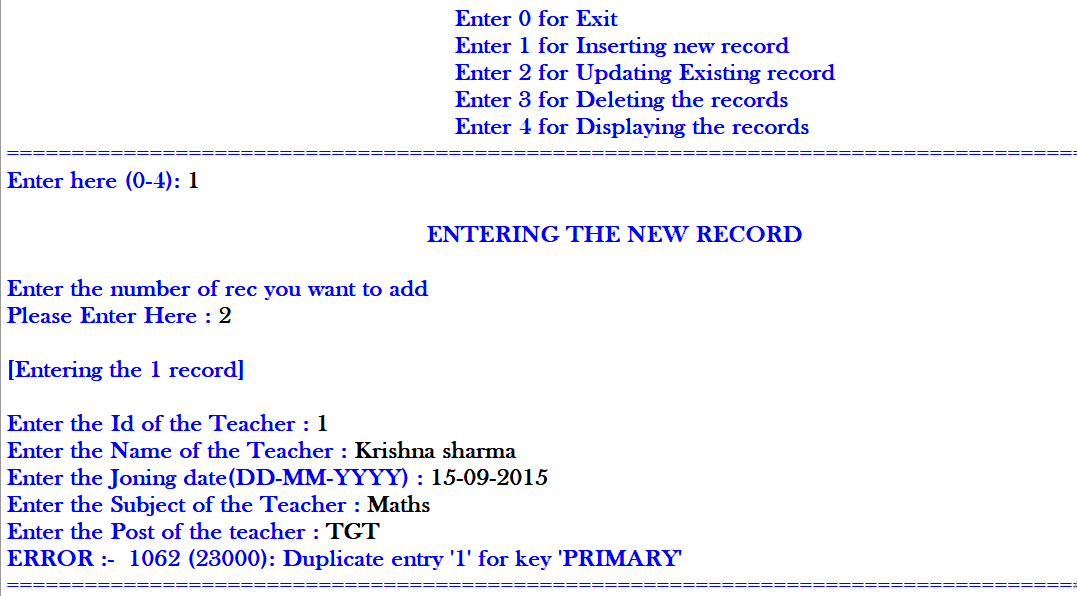 Enter 0 for Exit
Enter 1 for Inserting new record
Enter 2 for Updating Existing record
Enter 3 for Deleting the records
Enter 4 for Displaying the records
==================================================================================
Enter here (0-4): 1
ENTERING THE NEW RECORD
Enter the number of rec you want to add
Please Enter Here : 2
[Entering the 1 record]
Enter the Id of the Teacher : 1
Enter the Name of the Teacher : Krishna sharma
Enter the Joning date(DD-MM-YYYY) : 15-09-2015
Enter the Subject of the Teacher : Maths
Enter the Post of the teacher : TGT
ERROR :-  1062 (23000): Duplicate entry '1' for key 'PRIMARY'
==================================================================================